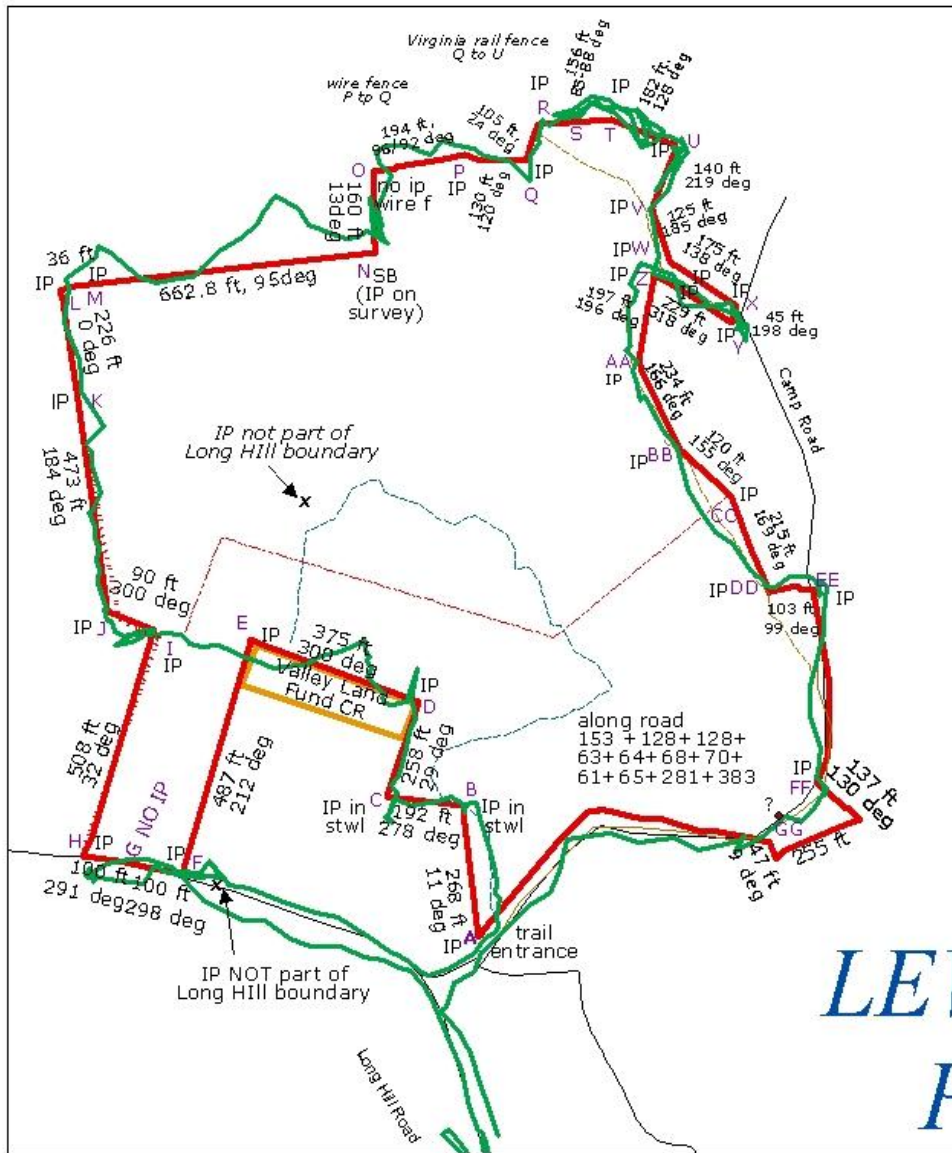 Virginia rail fence
Q to U
wire fence
P tp Q
IP
156 ft
BS-BB deg
IP
182 ft,
128 deg
R
S
T
IP
U
194 ft,
96/92 deg
105 ft,
24 deg
O
no ip
wire f
P
IP
130 ft
120 deg
IP
Q
140 ft
219 deg
160 ft
13deg
IP V
125 ft
185 deg
36 ft
IP
IP
L
M
662.8 ft, 95deg
N
SB
(IP on
survey)
IP
W
175 ft
138 deg
IP
Z
IP
IP
X
197 ft
196 deg
229 ft
318 deg
IP
Y
45 ft
198 deg
226 ft
0 deg
IP
K
AA
IP
234 ft
166 deg
Camp Road
IP not part of
Long HIll boundary
x
IP
BB
120 ft
155 deg
473 ft
184 deg
IP
CC
215 ft
169 deg
90 ft
300 deg
IP
DD
EE
IP
103 ft
99 deg
IP
J
I
IP
E
IP
375 ft
300 deg
Valley Land
Fund CR
IP
D
along road
153 +128+128+
63+64+68+70+
61+65+281+383
508 ft
32 deg
487 ft
212 deg
258 ft
29 deg
IP
FF
137 ft
130 deg
C
IP in
stwl
192 ft
278 deg
B
IP in
stwl
?
GG
47 ft
9 deg
255 ft
H
IP
G NO IP
IP
F
100 ft
291 deg
100 ft
298 deg
x
268 ft
11 deg
IP
A
trail
entrance
IP NOT part of
Long HIll boundary
Long Hill Road
LEV